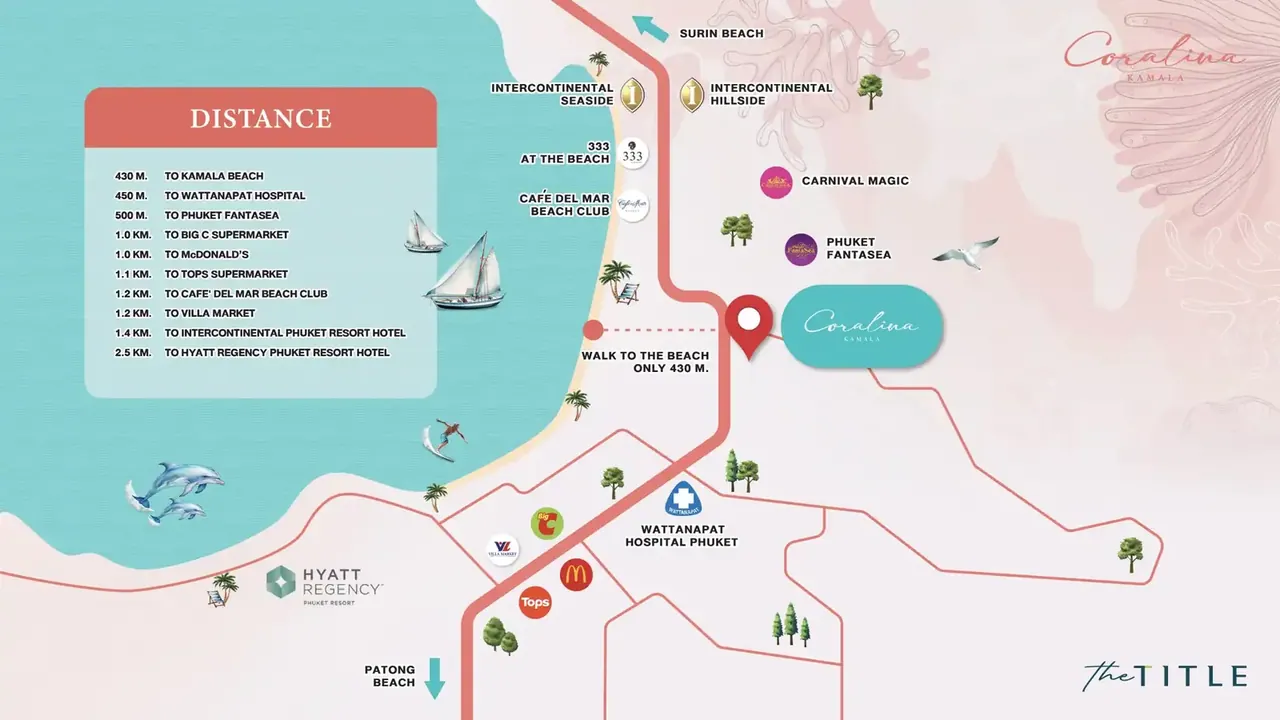 SURIN BEACH
Coralina
KAMALA
INTERCONTINENTAL
SEASIDE
INTERCONTINENTAL
HILLSIDE
DISTANCE
333
AT THE BEACH
333
430 M. TO KAMALA BEACH
450 M. TO WATTANAPAT HOSPITAL
500 M. TO PHUKET FANTASEA
1.0 KM. TO BIG C SUPERMARKET
1.0 KM. TO McDONALD'S
1.1 KM. TO TOPS SUPERMARKET
1.2 KM. TO CAFE' DEL MAR BEACH CLUB
1.2 KM. TO VILLA MARKET
1.4 KM. TO INTERCONTINENTAL PHUKET RESORT HOTEL
2.5 KM. TO HYATT REGENCY PHUKET RESORT HOTEL
CARNIVAL MAGIC
CAFÉ DEL MAR
BEACH CLUB
PHUKET
FANTASEA
Coralina
KAMALA
WALK TO THE BEACH
ONLY 430 M.
WATTANAPAT
WATTANAPAT
HOSPITAL PHUKET
Big
C
VILLA MARKET
HYATT
REGENCY
PHUKET RESORT
Tops
PATONG
BEACH
the TITLE